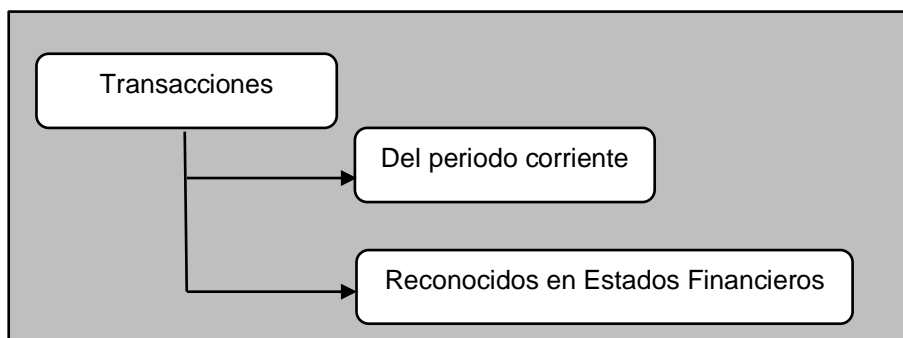 Transacciones
Del periodo corriente
Reconocidos en Estados Financieros